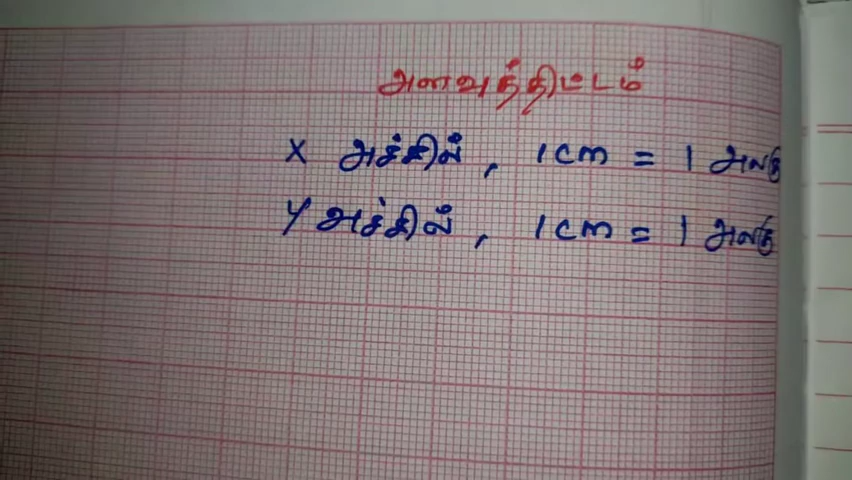 அளவுத்திட்டம்
X அச்சில், 1cm = 1 அலகு
Y அச்சில், 1cm = 1 அலகு